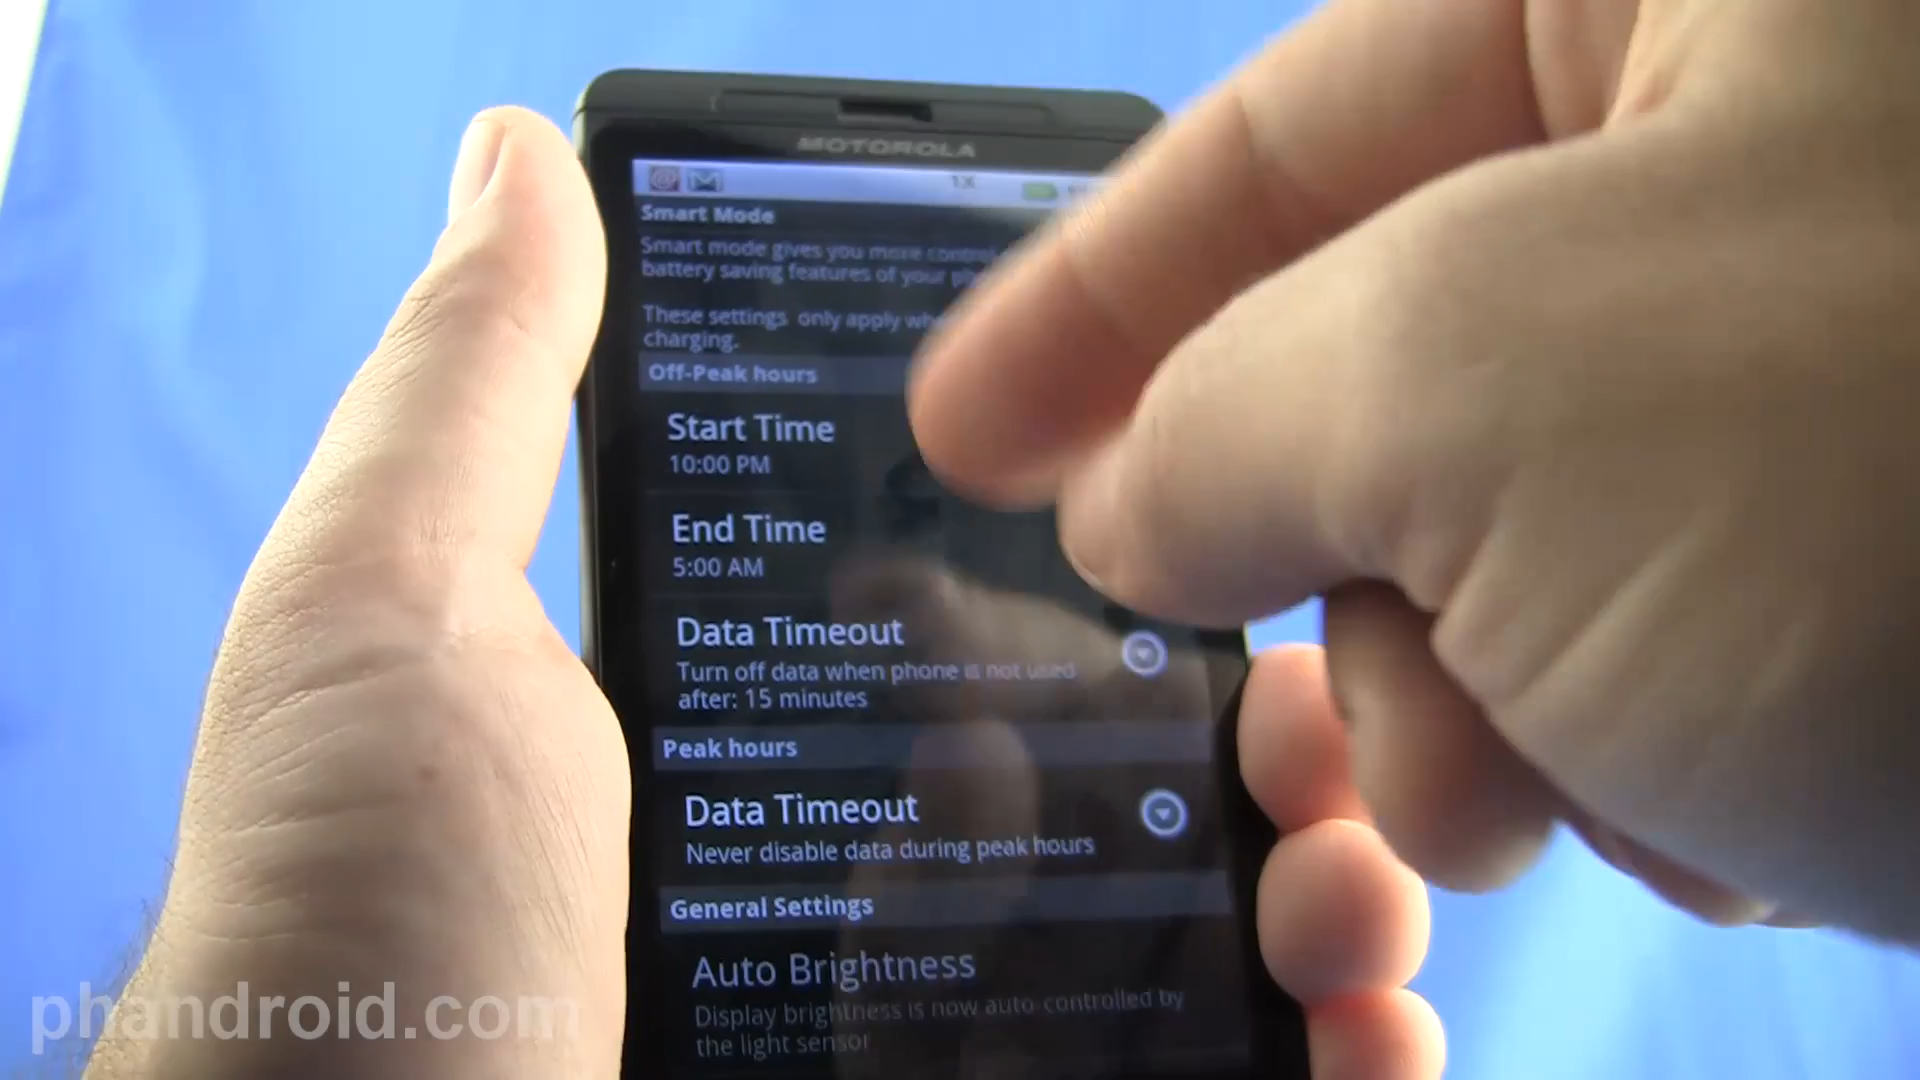 MOTOROLA
1X
Smart Mode
Smart mode gives you more control
battery saving features of your
These settings only apply
charging.
Off-Peak hours
Start Time
10:00 PM
End Time
5:00 AM
Data Timeout
Turn off data when phone is not used
after: 15 minutes
Peak hours
Data Timeout
Never disable data during peak hours
General Settings
Auto Brightness
Display brightness is now auto-controlled by
the light sensor
phandroid.com